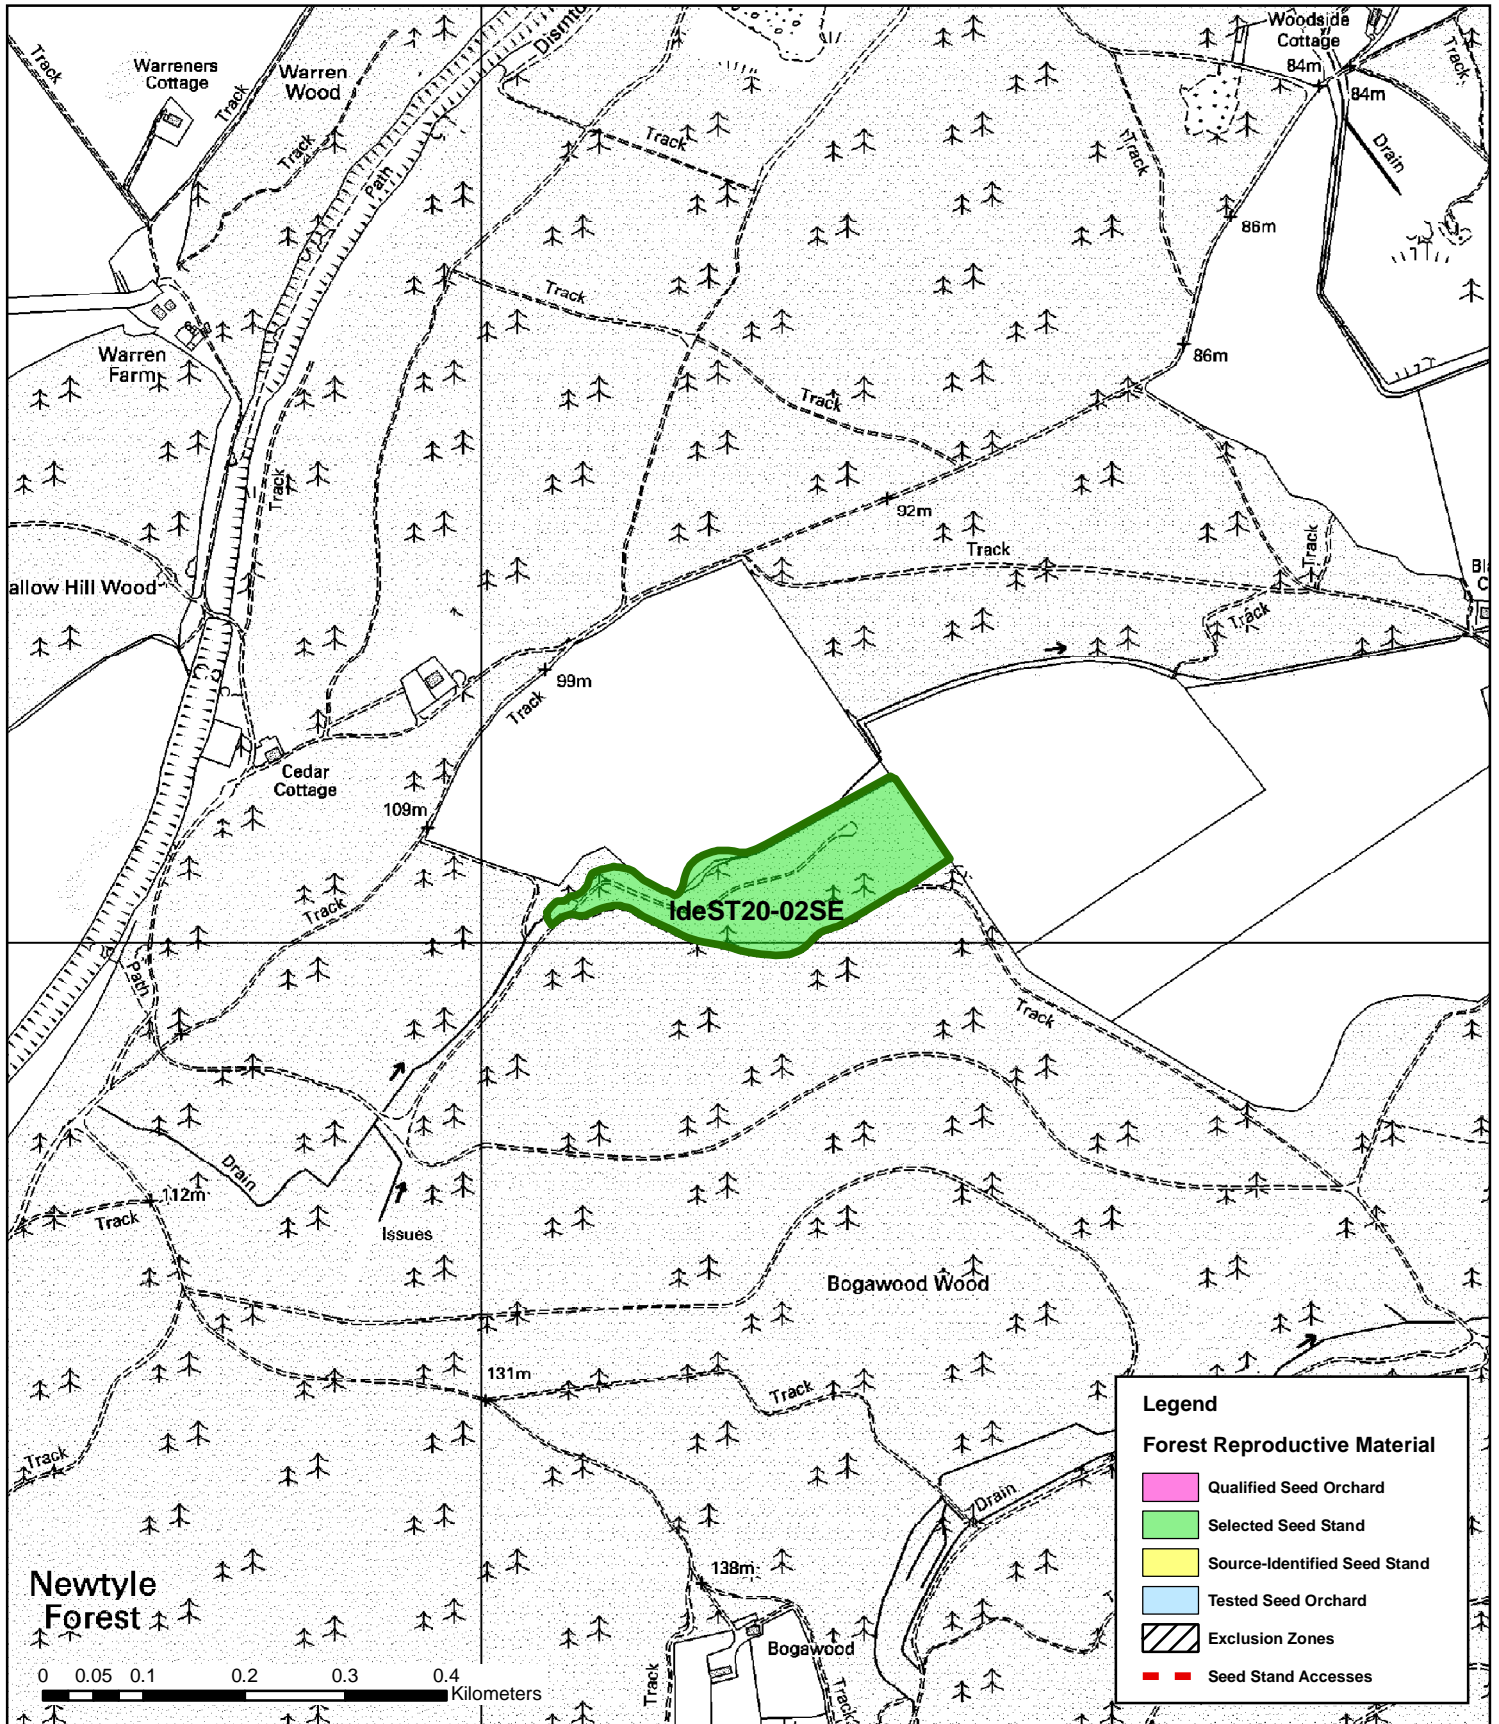 Woodside
Cottage
84m
84m
Track
Track
Warreners
Cottage
Track
Warren
Wood
Track
Path
Track
Track
Drain
86m
Track
86m
Warren
Farm
Track
Track
92m
Track
Track
Track
allow Hill Wood
99m
Track
Cedar
Cottage
109m
Track
IdeST20-02SE
Path
Track
Drain
112m
Track
Issues
Bogawood Wood
131m
Track
Track
Drain
138m
Newtyle
Forest
Bogawood
Track
Track
0 0.05 0.1 0.2 0.3 0.4
Kilometers
Legend
Forest Reproductive Material
Qualified Seed Orchard
Selected Seed Stand
Source-Identified Seed Stand
Tested Seed Orchard
Exclusion Zones
Seed Stand Accesses